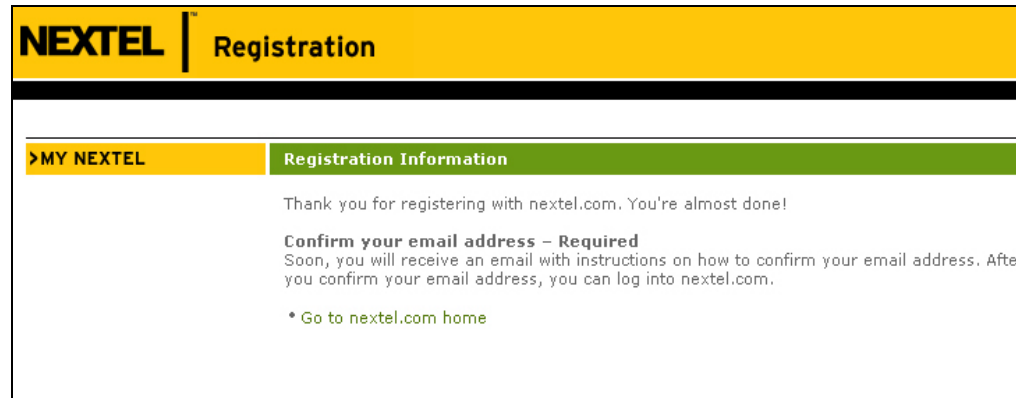 NEXTEL™ Registration
>MY NEXTEL
Registration Information
Thank you for registering with nextel.com. You're almost done!
Confirm your email address – Required
Soon, you will receive an email with instructions on how to confirm your email address. Afte
you confirm your email address, you can log into nextel.com.
• Go to nextel.com home